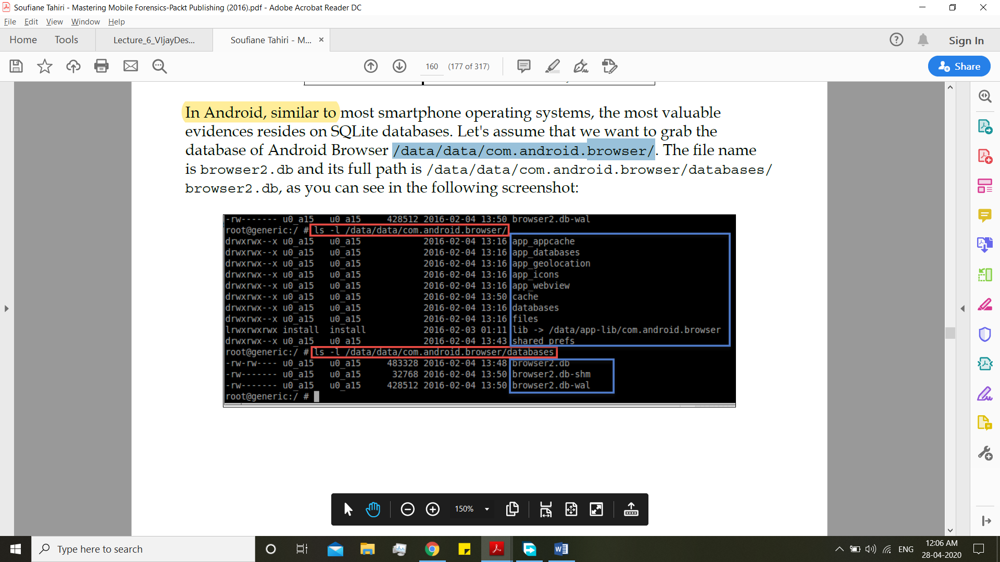 Soufiane Tahiri - Mastering Mobile Forensics-Packt Publishing (2016).pdf - Adobe Acrobat Reader DC
File Edit View Window Help
Home Tools Lecture_6_VIjayDes... Soufiane Tahiri - M... × Sign In
160 (177 of 317) Share
In Android, similar to most smartphone operating systems, the most valuable
evidences resides on SQLite databases. Let's assume that we want to grab the
database of Android Browser /data/data/com.android.browser/. The file name
is browser2.db and its full path is /data/data/com.android.browser/databases/
browser2.db, as you can see in the following screenshot:
-rw------- u0_a15 u0_a15 428512 2016-02-04 13:50 browser2.db-wal
root@generic:/ # ls -l /data/data/com.android.browser/
drwxrwx--x u0_a15 u0_a15 2016-02-04 13:16 app_appcache
drwxrwx--x u0_a15 u0_a15 2016-02-04 13:16 app_databases
drwxrwx--x u0_a15 u0_a15 2016-02-04 13:16 app_geolocation
drwxrwx--x u0_a15 u0_a15 2016-02-04 13:16 app_icons
drwxrwx--x u0_a15 u0_a15 2016-02-04 13:16 app_webview
drwxrwx--x u0_a15 u0_a15 2016-02-04 13:50 cache
drwxrwx--x u0_a15 u0_a15 2016-02-04 13:16 databases
drwxrwx--x u0_a15 u0_a15 2016-02-04 13:16 files
lrwxrwxrwx install install 2016-02-03 01:11 lib -> /data/app-lib/com.android.browser
drwxrwx--x u0_a15 u0_a15 2016-02-04 13:43 shared_prefs
root@generic:/ # ls -l /data/data/com.android.browser/databases
-rw-rw---- u0_a15 u0_a15 483328 2016-02-04 13:48 browser2.db
-rw------- u0_a15 u0_a15 32768 2016-02-04 13:50 browser2.db-shm
-rw------- u0_a15 u0_a15 428512 2016-02-04 13:50 browser2.db-wal
root@generic:/ #
150%
Type here to search
ENG
12:06 AM
28-04-2020